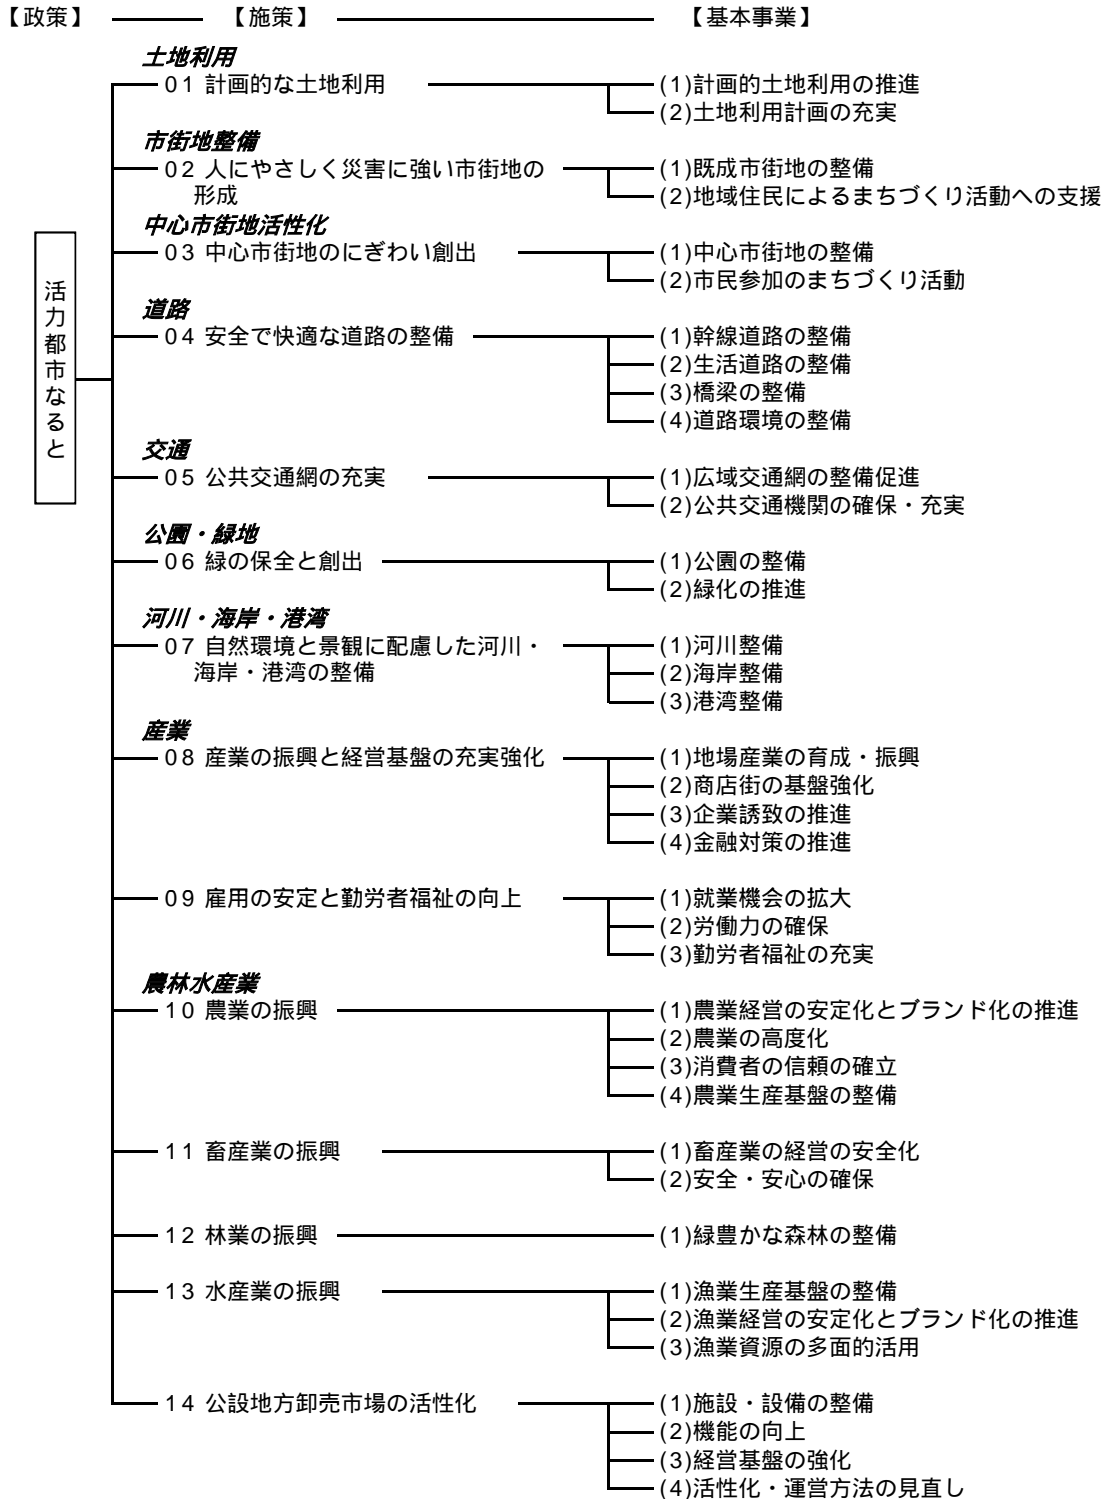 【政策】 【施策】 【基本事業】
土地利用
01 計画的な土地利用 (1)計画的土地利用の推進
(2)土地利用計画の充実
市街地整備
02 人にやさしく災害に強い市街地の (1)既成市街地の整備
形成 (2)地域住民によるまちづくり活動への支援
中心市街地活性化
03 中心市街地のにぎわい創出 (1)中心市街地の整備
(2)市民参加のまちづくり活動
活力都市なると
道路
04 安全で快適な道路の整備 (1)幹線道路の整備
(2)生活道路の整備
(3)橋梁の整備
(4)道路環境の整備
交通
05 公共交通網の充実 (1)広域交通網の整備促進
(2)公共交通機関の確保・充実
公園・緑地
06 緑の保全と創出 (1)公園の整備
(2)緑化の推進
河川・海岸・港湾
07 自然環境と景観に配慮した河川・ (1)河川整備
海岸・港湾の整備 (2)海岸整備
(3)港湾整備
産業
08 産業の振興と経営基盤の充実強化 (1)地場産業の育成・振興
(2)商店街の基盤強化
(3)企業誘致の推進
(4)金融対策の推進
09 雇用の安定と勤労者福祉の向上 (1)就業機会の拡大
(2)労働力の確保
(3)勤労者福祉の充実
農林水産業
10 農業の振興 (1)農業経営の安定化とブランド化の推進
(2)農業の高度化
(3)消費者の信頼の確立
(4)農業生産基盤の整備
11 畜産業の振興 (1)畜産業の経営の安全化
(2)安全・安心の確保
12 林業の振興 (1)緑豊かな森林の整備
13 水産業の振興 (1)漁業生産基盤の整備
(2)漁業経営の安定化とブランド化の推進
(3)漁業資源の多面的活用
14 公設地方卸売市場の活性化 (1)施設・設備の整備
(2)機能の向上
(3)経営基盤の強化
(4)活性化・運営方法の見直し